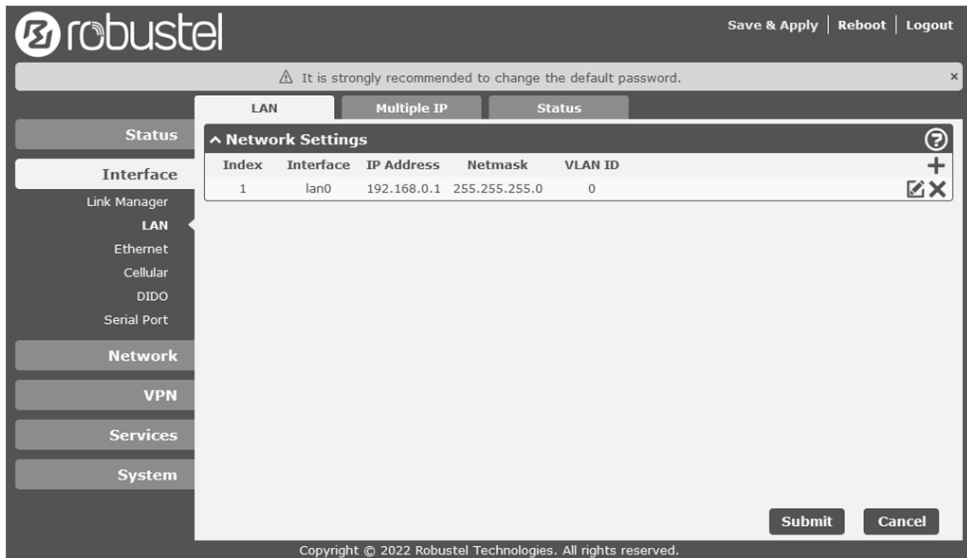 robustel
Save & Apply | Reboot | Logout
⚠ It is strongly recommended to change the default password. ×
LAN Multiple IP Status
Status
Interface
Link Manager
LAN
Ethernet
Cellular
DIDO
Serial Port
Network
VPN
Services
System
^ Network Settings ?
Index Interface IP Address Netmask VLAN ID +
1 lan0 192.168.0.1 255.255.255.0 0
Submit Cancel
Copyright © 2022 Robustel Technologies. All rights reserved.